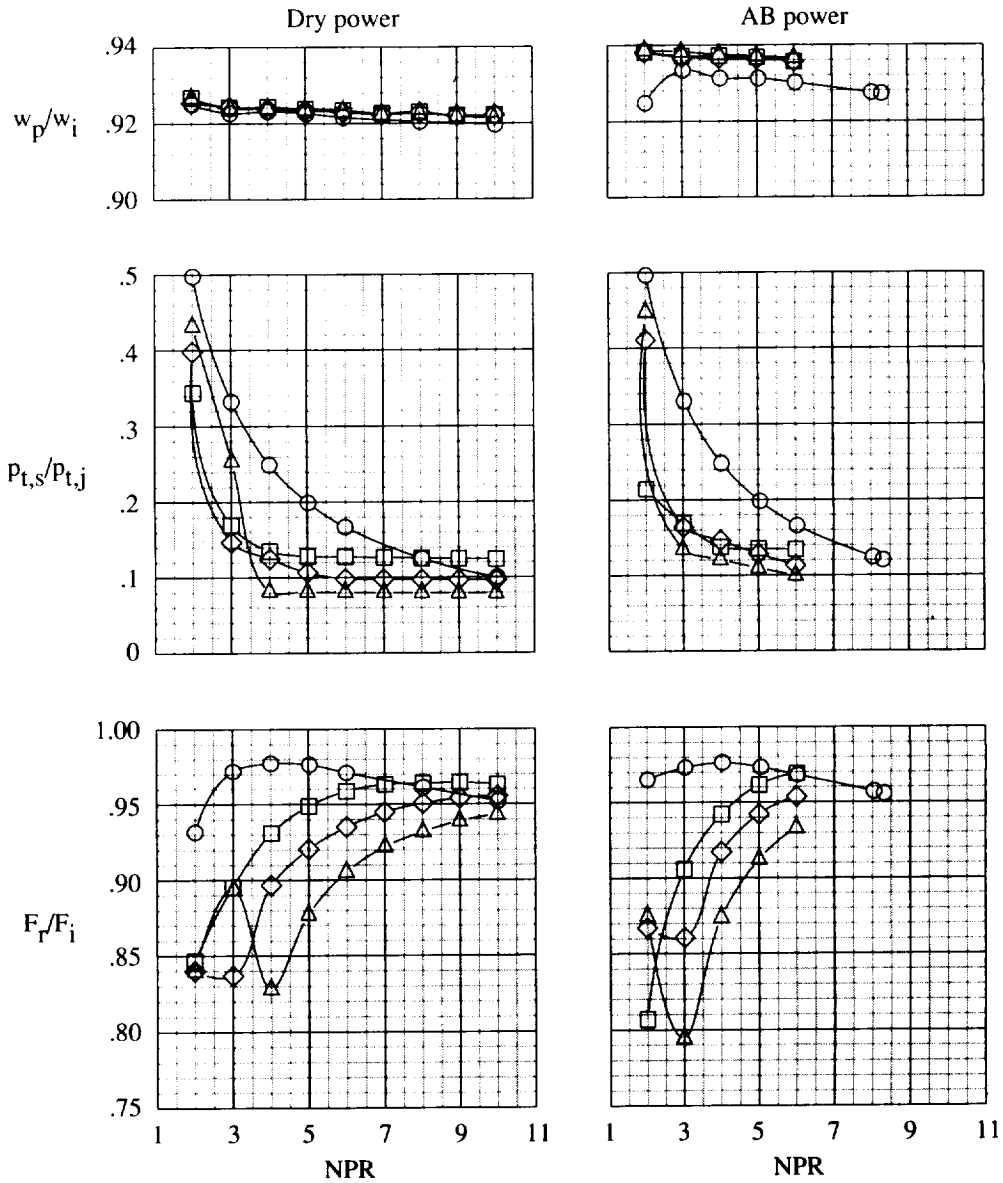 Dry power
AB power
.94
w_p/w_i
.92
.90
.5
.4
.3
p_t,s/p_t,j
.2
.1
0
1.00
.95
.90
F_r/F_i
.85
.80
.75
1 3 5 7 9 11
1 3 5 7 9 11
NPR
NPR